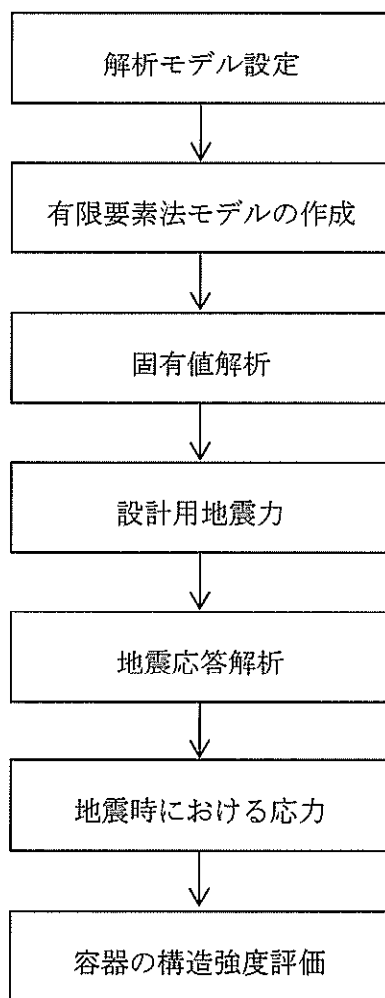 解析モデル設定
有限要素法モデルの作成
固有値解析
設計用地震力
地震応答解析
地震時における応力
容器の構造強度評価